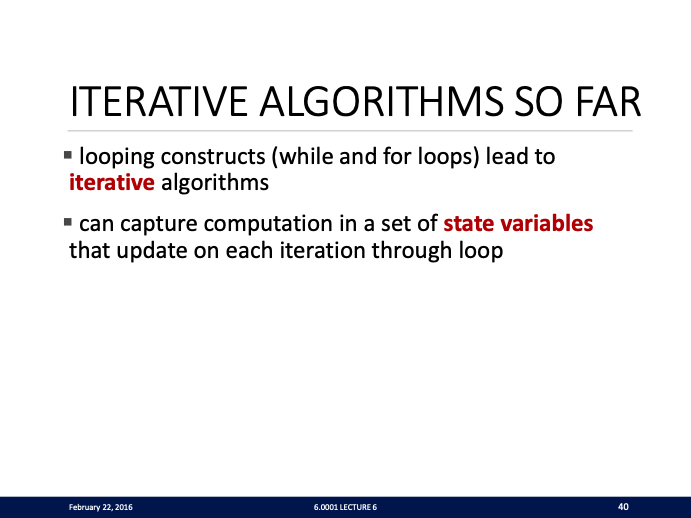 ITERATIVE ALGORITHMS SO FAR
▪ looping constructs (while and for loops) lead to
iterative algorithms
▪ can capture computation in a set of state variables
that update on each iteration through loop
February 22, 2016
6.0001 LECTURE 6
40